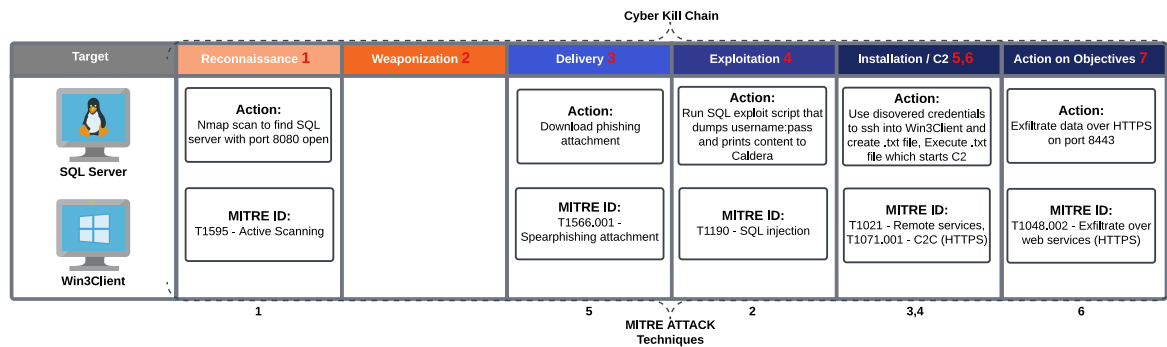 Cyber Kill Chain
Target
Reconnaissance 1
Weaponization 2
Delivery 3
Exploitation 4
Installation / C2 5,6
Action on Objectives 7
SQL Server
Win3Client
Action:
Nmap scan to find SQL
server with port 8080 open
MITRE ID:
T1595 - Active Scanning
Action:
Download phishing
attachment
MITRE ID:
T1566.001 -
Spearphishing attachment
Action:
Run SQL exploit script that
dumps username:pass
and prints content to
Caldera
MITRE ID:
T1190 - SQL injection
Action:
Use disovered credentials
to ssh into Win3Client and
create .txt file, Execute .txt
file which starts C2
MITRE ID:
T1021 - Remote services,
T1071.001 - C2C (HTTPS)
Action:
Exfiltrate data over HTTPS
on port 8443
MITRE ID:
T1048.002 - Exfiltrate over
web services (HTTPS)
1
5
2
3,4
6
MITRE ATTACK
Techniques